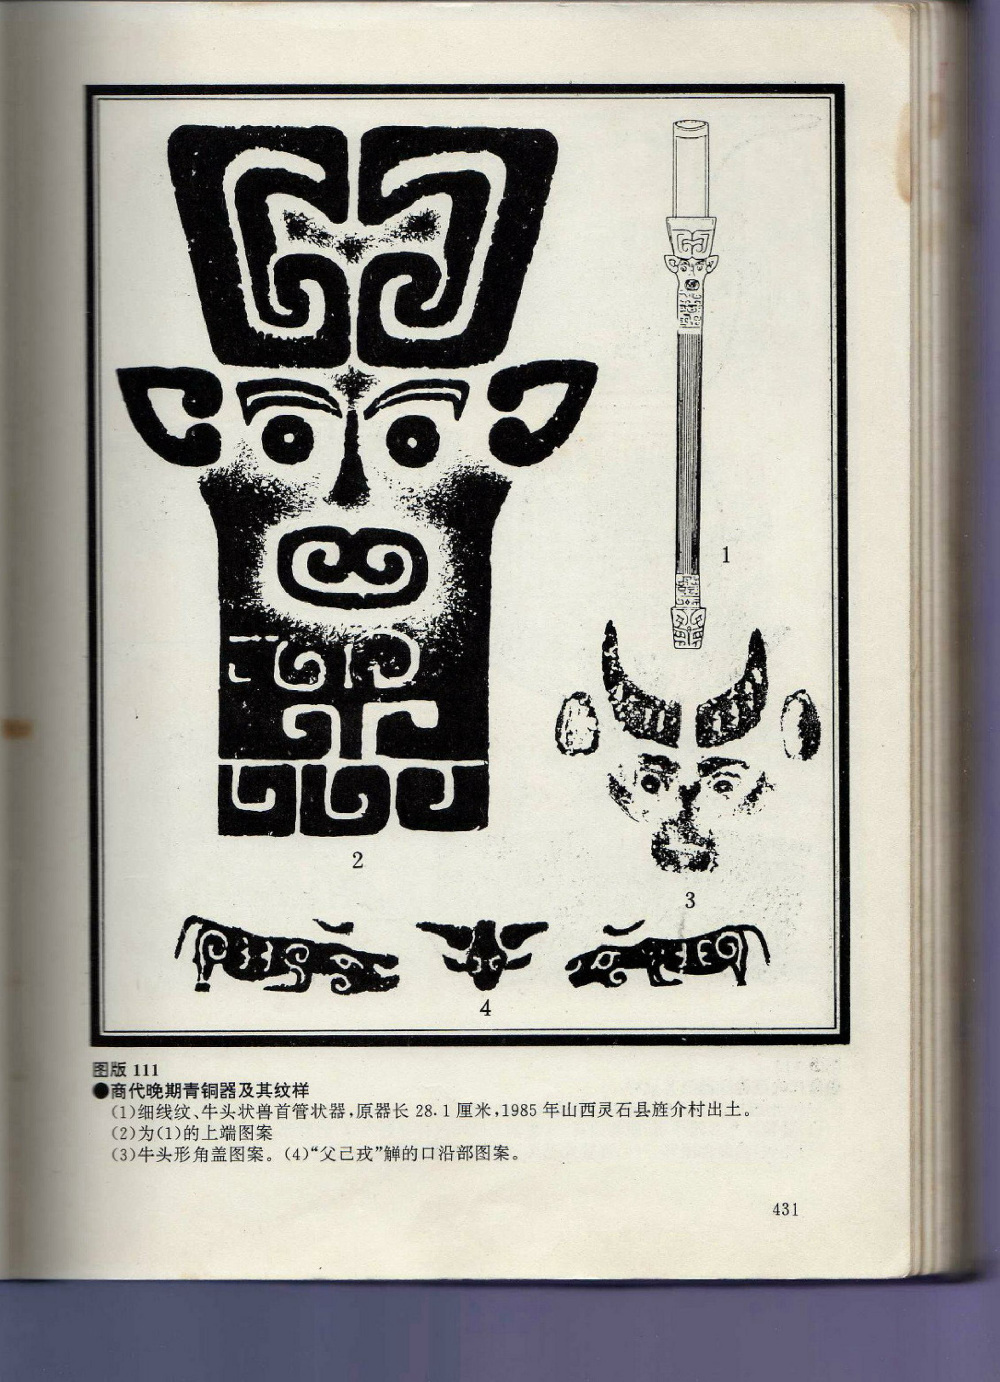 1
2
3
4
图版 111
●商代晚期青铜器及其纹样
(1)细线纹、牛头状兽首管状器,原器长 28.1 厘米,1985 年山西灵石县旌介村出土。
(2)为(1)的上端图案
(3)牛头形角盖图案。(4)“父己戎”觯的口沿部图案。
431